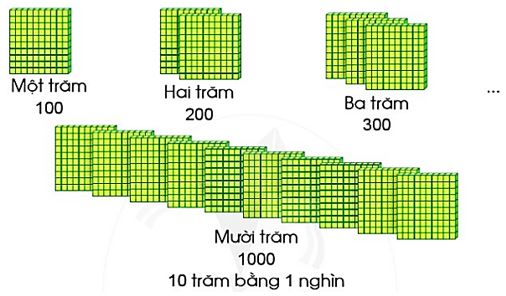 Một trăm
100
Hai trăm
200
Ba trăm
300
...
Mười trăm
1000
10 trăm bằng 1 nghìn